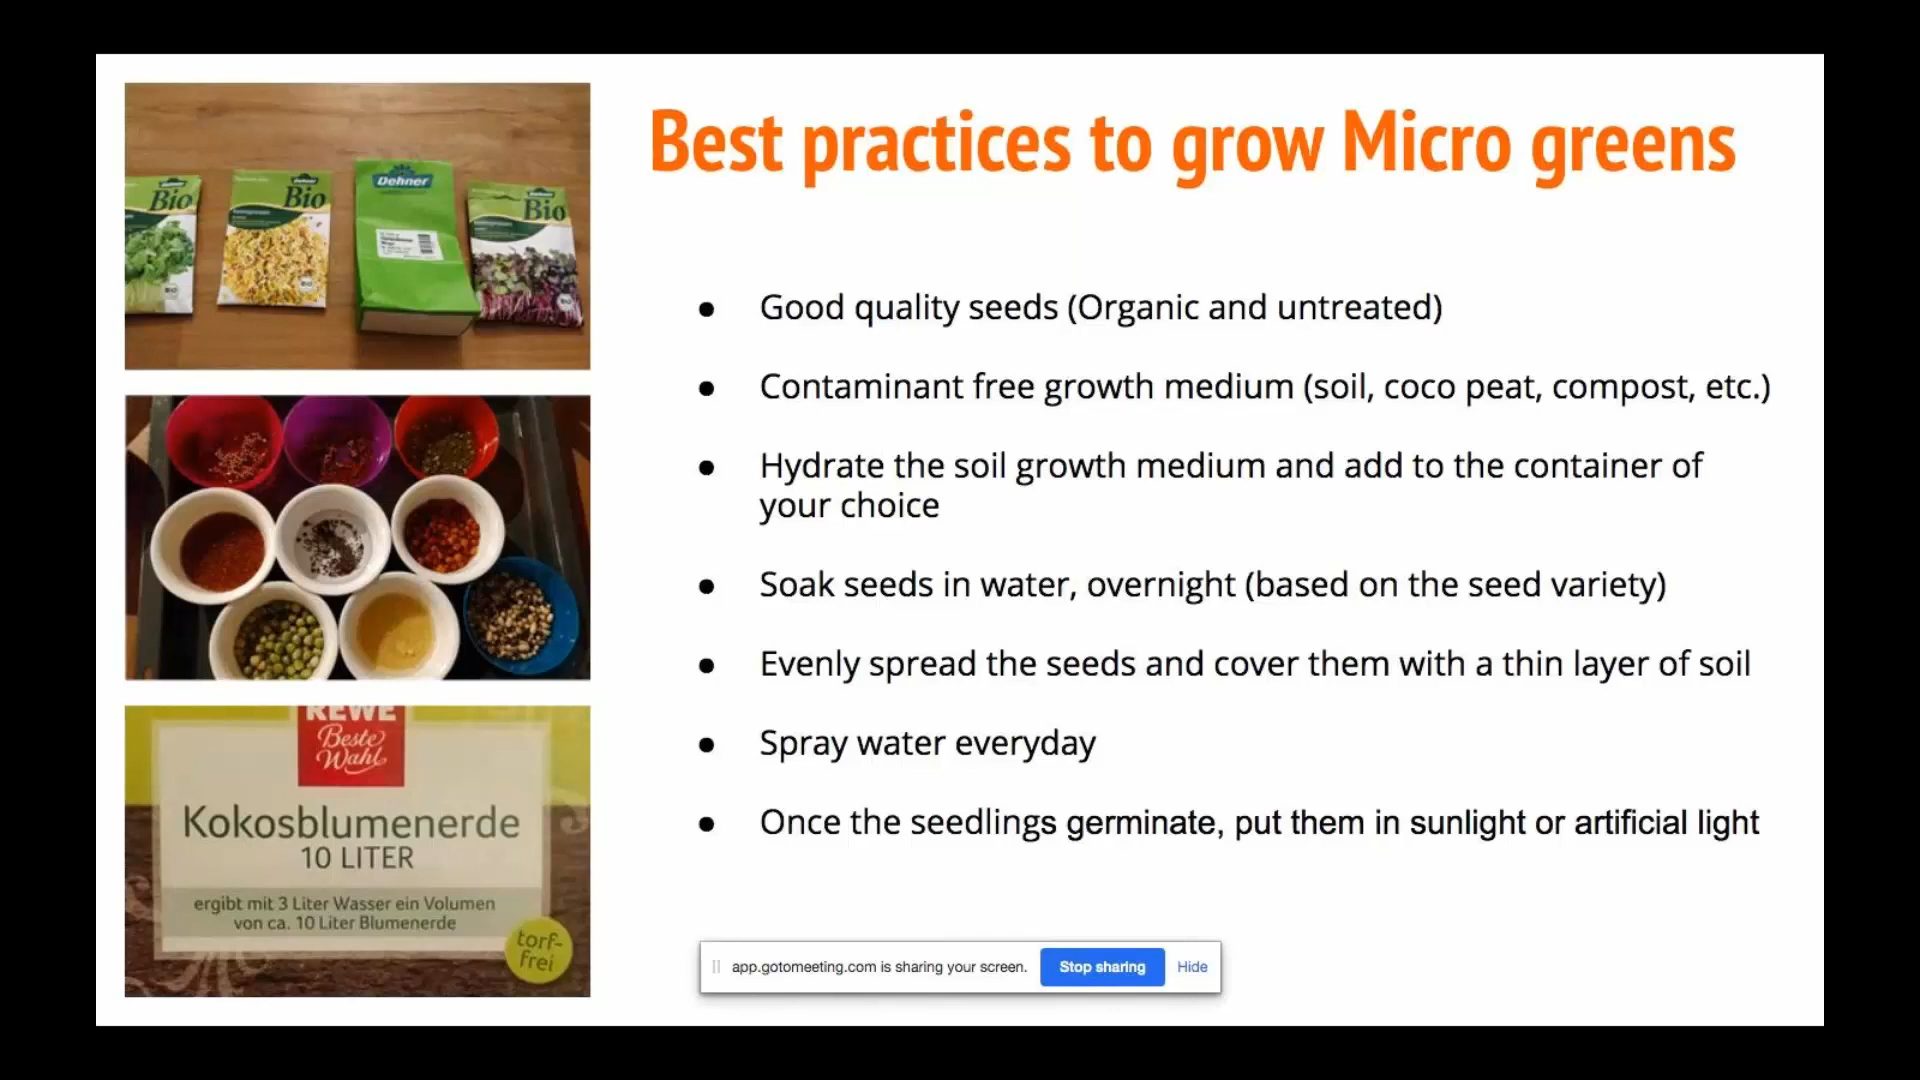 Best practices to grow Micro greens
● Good quality seeds (Organic and untreated)
● Contaminant free growth medium (soil, coco peat, compost, etc.)
● Hydrate the soil growth medium and add to the container of
your choice
● Soak seeds in water, overnight (based on the seed variety)
● Evenly spread the seeds and cover them with a thin layer of soil
● Spray water everyday
● Once the seedlings germinate, put them in sunlight or artificial light
Bio
Dehner
Bio
Dehner
Dehner
Bio
REWE
Beste
Wahl
Kokosblumenerde
10 LITER
ergibt mit 3 Liter Wasser ein Volumen
von ca. 10 Liter Blumenerde
torf-
frei
app.gotomeeting.com is sharing your screen.
Stop sharing
Hide